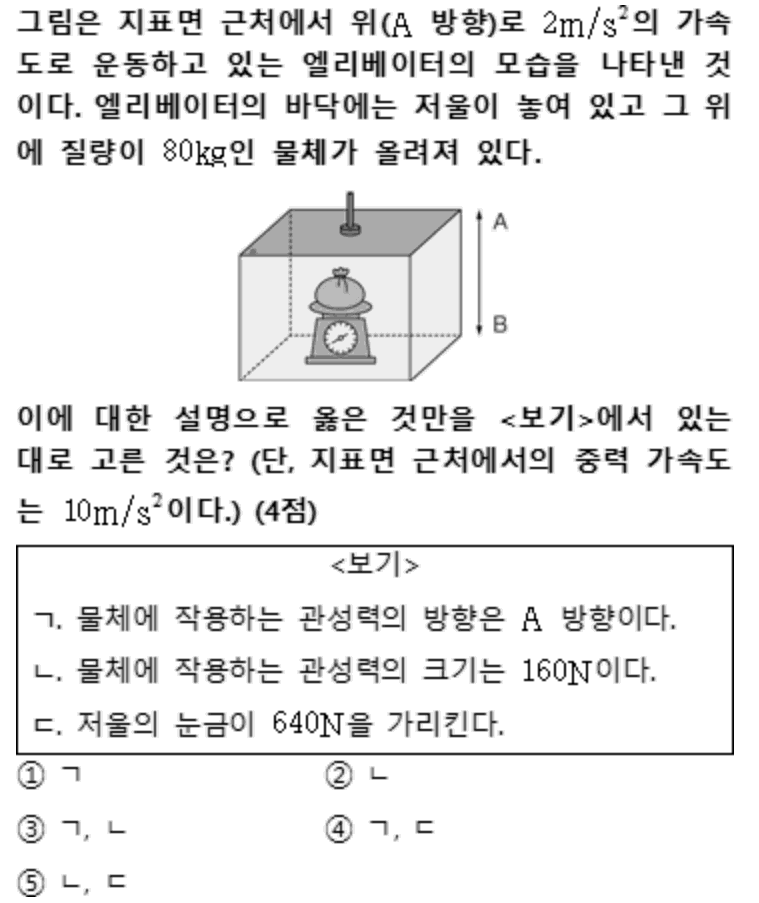 그림은 지표면 근처에서 위(A 방향)로 2m/s²의 가속
도로 운동하고 있는 엘리베이터의 모습을 나타낸 것
이다. 엘리베이터의 바닥에는 저울이 놓여 있고 그 위
에 질량이 80kg인 물체가 올려져 있다.
A
B
이에 대한 설명으로 옳은 것만을 <보기>에서 있는
대로 고른 것은? (단, 지표면 근처에서의 중력 가속도
는 10m/s²이다.) (4점)
<보기>
ㄱ. 물체에 작용하는 관성력의 방향은 A 방향이다.
ㄴ. 물체에 작용하는 관성력의 크기는 160N이다.
ㄷ. 저울의 눈금이 640N을 가리킨다.
① ㄱ ② ㄴ
③ ㄱ, ㄴ ④ ㄱ, ㄷ
⑤ ㄴ, ㄷ